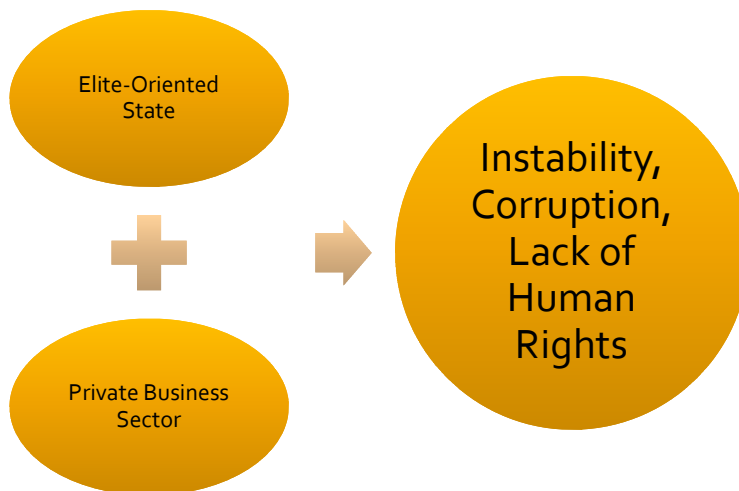 Elite-Oriented
State
Private Business
Sector
Instability,
Corruption,
Lack of
Human
Rights